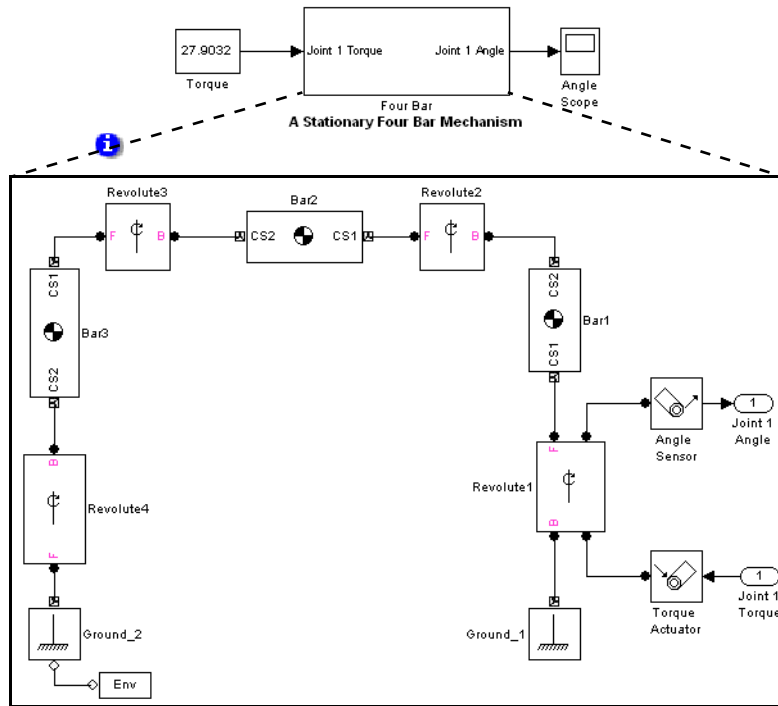 27.9032
Torque
Joint 1 Torque
Joint 1 Angle
Four Bar
Angle
Scope
A Stationary Four Bar Mechanism
i
Revolute3
F
B
Bar2
CS2
CS1
Revolute2
F
B
CS1
CS2
Bar3
CS2
CS1
Bar1
B
F
Revolute4
F
B
Revolute1
Angle
Sensor
1
Joint 1
Angle
Torque
Actuator
1
Joint 1
Torque
Ground_2
Ground_1
Env